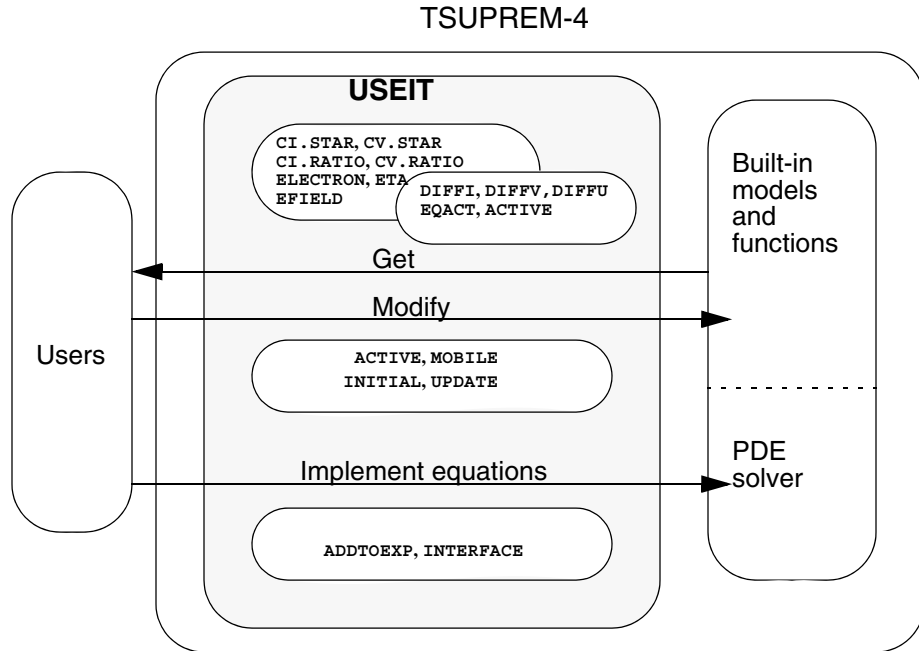 TSUPREM-4
USEIT
CI.STAR, CV.STAR
CI.RATIO, CV.RATIO
ELECTRON, ETA
EFIELD
DIFFI, DIFFV, DIFFU
EQACT, ACTIVE
Built-in
models
and
functions
Get
Modify
Users
ACTIVE, MOBILE
INITIAL, UPDATE
PDE
solver
Implement equations
ADDTOEXP, INTERFACE